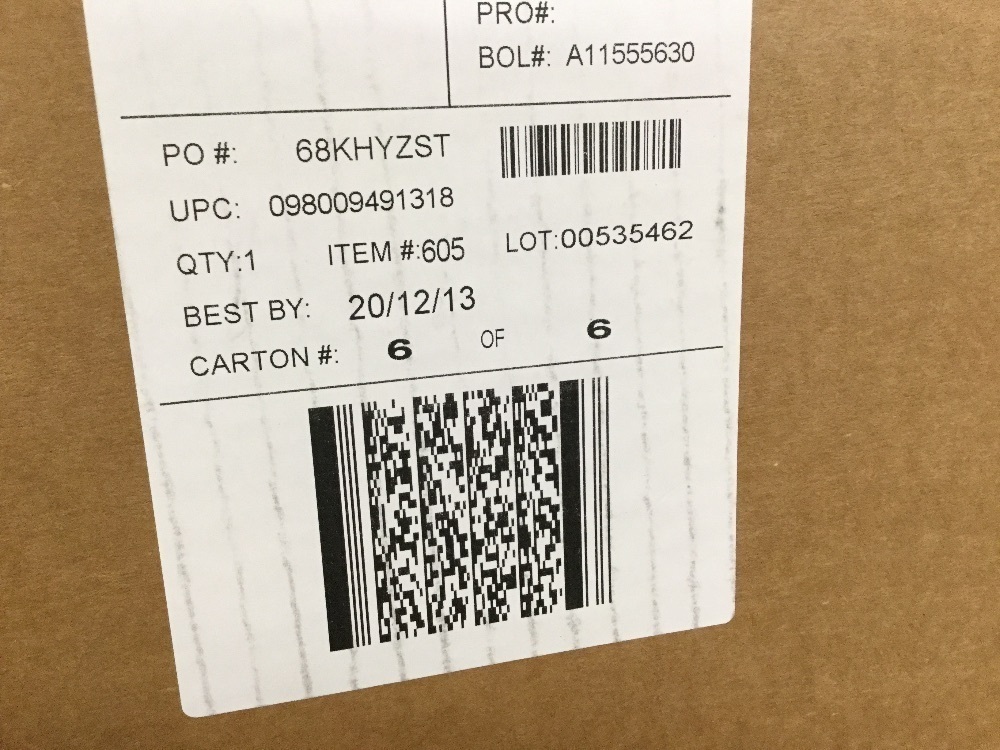 PRO#:
BOL#: A11555630
PO #: 68KHYZST
UPC: 098009491318
QTY:1 ITEM #:605 LOT:00535462
BEST BY: 20/12/13
CARTON #: 6 OF 6